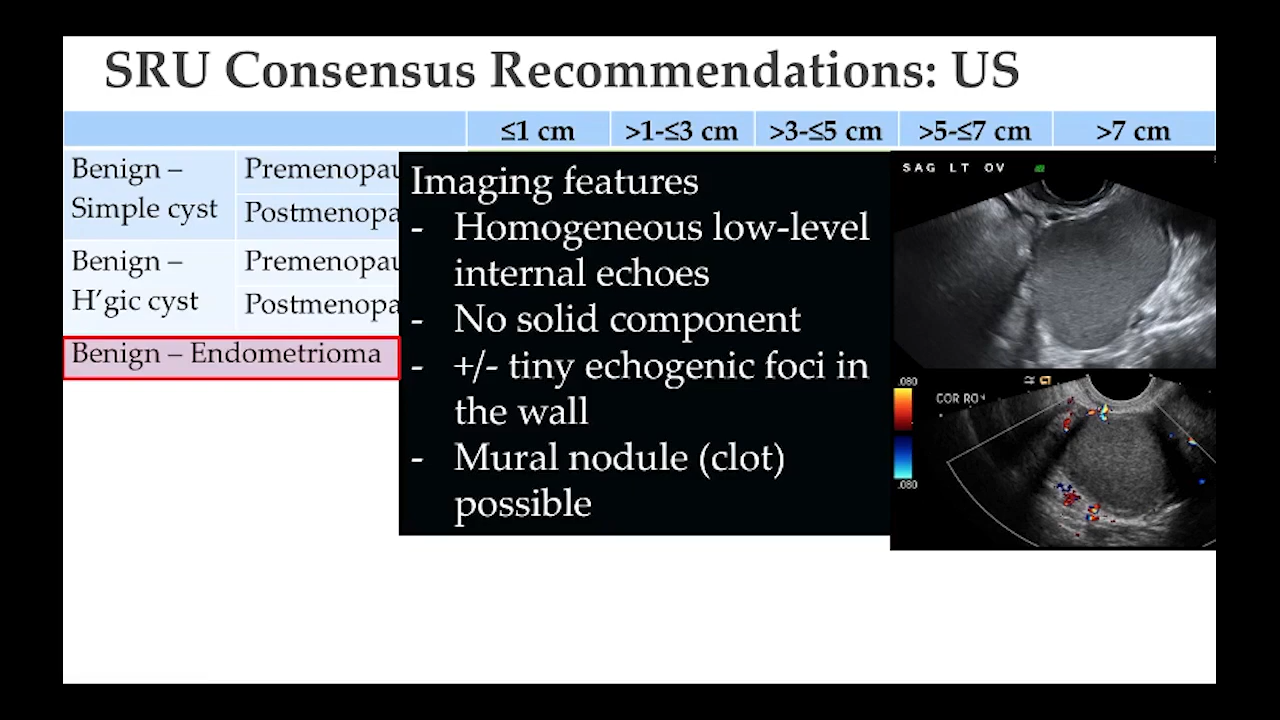 SRU Consensus Recommendations: US
≤1 cm >1-≤3 cm >3-≤5 cm >5-≤7 cm >7 cm
Benign –
Simple cyst
Premenopau
Postmenopa
Benign –
H'gic cyst
Premenopau
Postmenopa
Benign – Endometrioma
Imaging features
- Homogeneous low-level
internal echoes
- No solid component
- +/- tiny echogenic foci in
the wall
- Mural nodule (clot)
possible
SAG LT OV
.080
COR ROV
.080